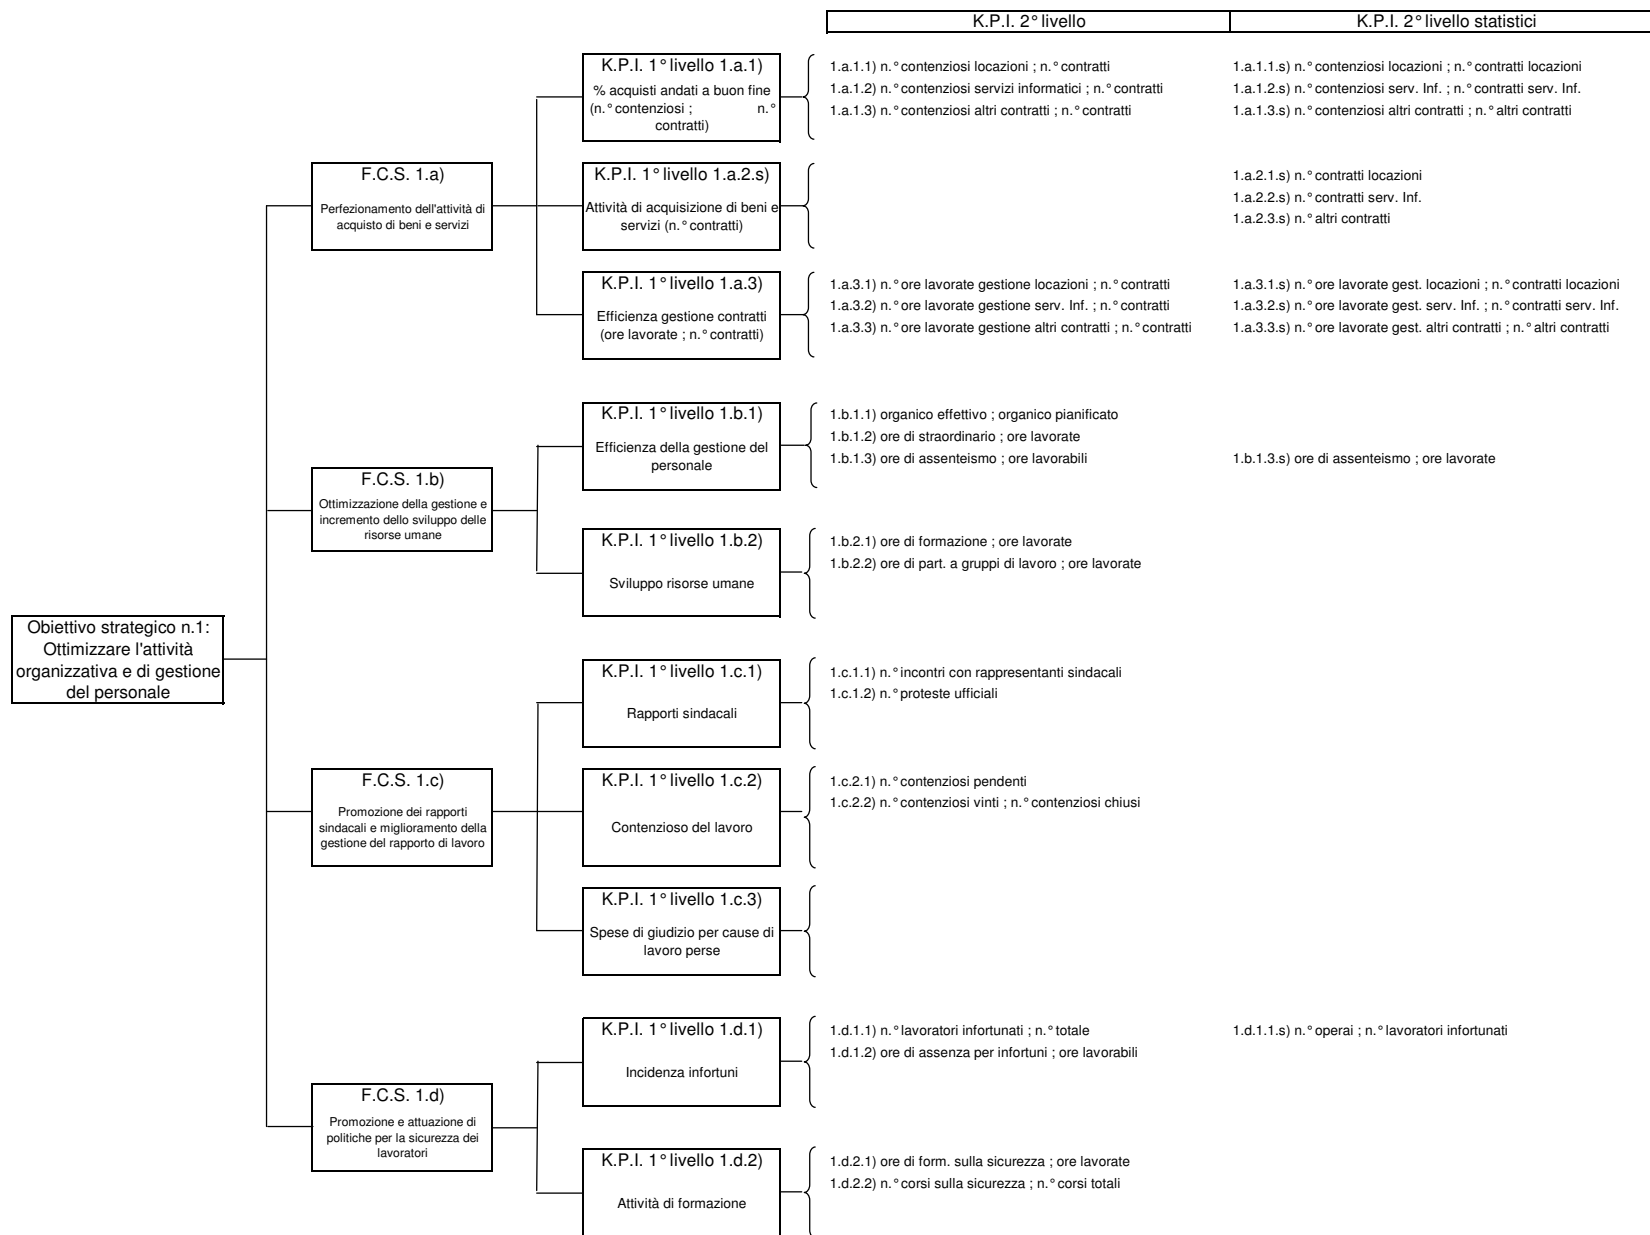 K.P.I. 2° livello
K.P.I. 2° livello statistici
K.P.I. 1° livello 1.a.1)
% acquisti andati a buon fine
(n.° contenziosi ; n.°
contratti)
1.a.1.1) n.° contenziosi locazioni ; n.° contratti
1.a.1.2) n.° contenziosi servizi informatici ; n.° contratti
1.a.1.3) n.° contenziosi altri contratti ; n.° contratti
1.a.1.1.s) n.° contenziosi locazioni ; n.° contratti locazioni
1.a.1.2.s) n.° contenziosi serv. Inf. ; n.° contratti serv. Inf.
1.a.1.3.s) n.° contenziosi altri contratti ; n.° altri contratti
F.C.S. 1.a)
Perfezionamento dell'attività di
acquisto di beni e servizi
K.P.I. 1° livello 1.a.2.s)
Attività di acquisizione di beni e
servizi (n.° contratti)
1.a.2.1.s) n.° contratti locazioni
1.a.2.2.s) n.° contratti serv. Inf.
1.a.2.3.s) n.° altri contratti
K.P.I. 1° livello 1.a.3)
Efficienza gestione contratti
(ore lavorate ; n.° contratti)
1.a.3.1) n.° ore lavorate gestione locazioni ; n.° contratti
1.a.3.2) n.° ore lavorate gestione serv. Inf. ; n.° contratti
1.a.3.3) n.° ore lavorate gestione altri contratti ; n.° contratti
1.a.3.1.s) n.° ore lavorate gest. locazioni ; n.° contratti locazioni
1.a.3.2.s) n.° ore lavorate gest. serv. Inf. ; n.° contratti serv. Inf.
1.a.3.3.s) n.° ore lavorate gest. altri contratti ; n.° altri contratti
K.P.I. 1° livello 1.b.1)
Efficienza della gestione del
personale
1.b.1.1) organico effettivo ; organico pianificato
1.b.1.2) ore di straordinario ; ore lavorate
1.b.1.3) ore di assenteismo ; ore lavorabili
1.b.1.3.s) ore di assenteismo ; ore lavorate
F.C.S. 1.b)
Ottimizzazione della gestione e
incremento dello sviluppo delle
risorse umane
K.P.I. 1° livello 1.b.2)
Sviluppo risorse umane
1.b.2.1) ore di formazione ; ore lavorate
1.b.2.2) ore di part. a gruppi di lavoro ; ore lavorate
Obiettivo strategico n.1:
Ottimizzare l'attività
organizzativa e di gestione
del personale
K.P.I. 1° livello 1.c.1)
Rapporti sindacali
1.c.1.1) n.° incontri con rappresentanti sindacali
1.c.1.2) n.° proteste ufficiali
F.C.S. 1.c)
Promozione dei rapporti
sindacali e miglioramento della
gestione del rapporto di lavoro
K.P.I. 1° livello 1.c.2)
Contenzioso del lavoro
1.c.2.1) n.° contenziosi pendenti
1.c.2.2) n.° contenziosi vinti ; n.° contenziosi chiusi
K.P.I. 1° livello 1.c.3)
Spese di giudizio per cause di
lavoro perse
K.P.I. 1° livello 1.d.1)
Incidenza infortuni
1.d.1.1) n.° lavoratori infortunati ; n.° totale
1.d.1.2) ore di assenza per infortuni ; ore lavorabili
1.d.1.1.s) n.° operai ; n.° lavoratori infortunati
F.C.S. 1.d)
Promozione e attuazione di
politiche per la sicurezza dei
lavoratori
K.P.I. 1° livello 1.d.2)
Attività di formazione
1.d.2.1) ore di form. sulla sicurezza ; ore lavorate
1.d.2.2) n.° corsi sulla sicurezza ; n.° corsi totali